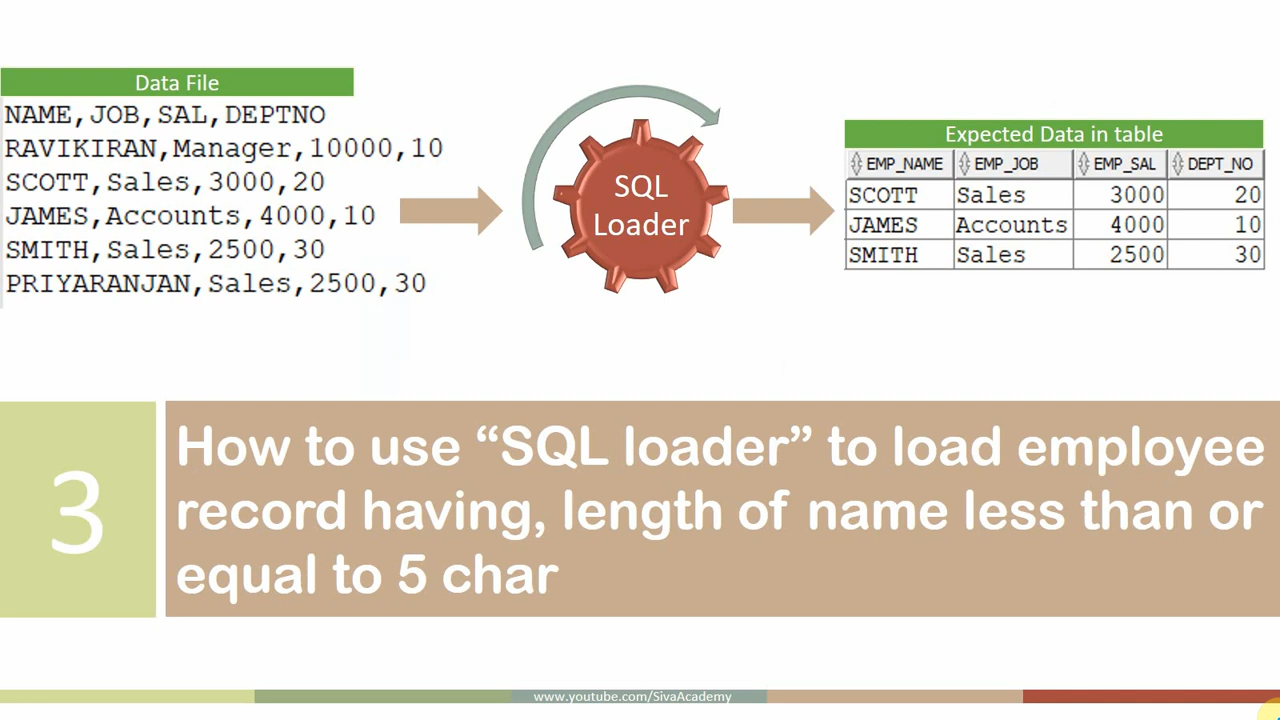 Data File
NAME,JOB,SAL,DEPTNO
RAVIKIRAN,Manager,10000,10
SCOTT,Sales,3000,20
JAMES,Accounts,4000,10
SMITH,Sales,2500,30
PRIYARANJAN,Sales,2500,30
SQL
Loader
Expected Data in table
EMP_NAME EMP_JOB EMP_SAL DEPT_NO
SCOTT Sales 3000 20
JAMES Accounts 4000 10
SMITH Sales 2500 30
3
How to use “SQL loader” to load employee
record having, length of name less than or
equal to 5 char
www.youtube.com/SivaAcademy